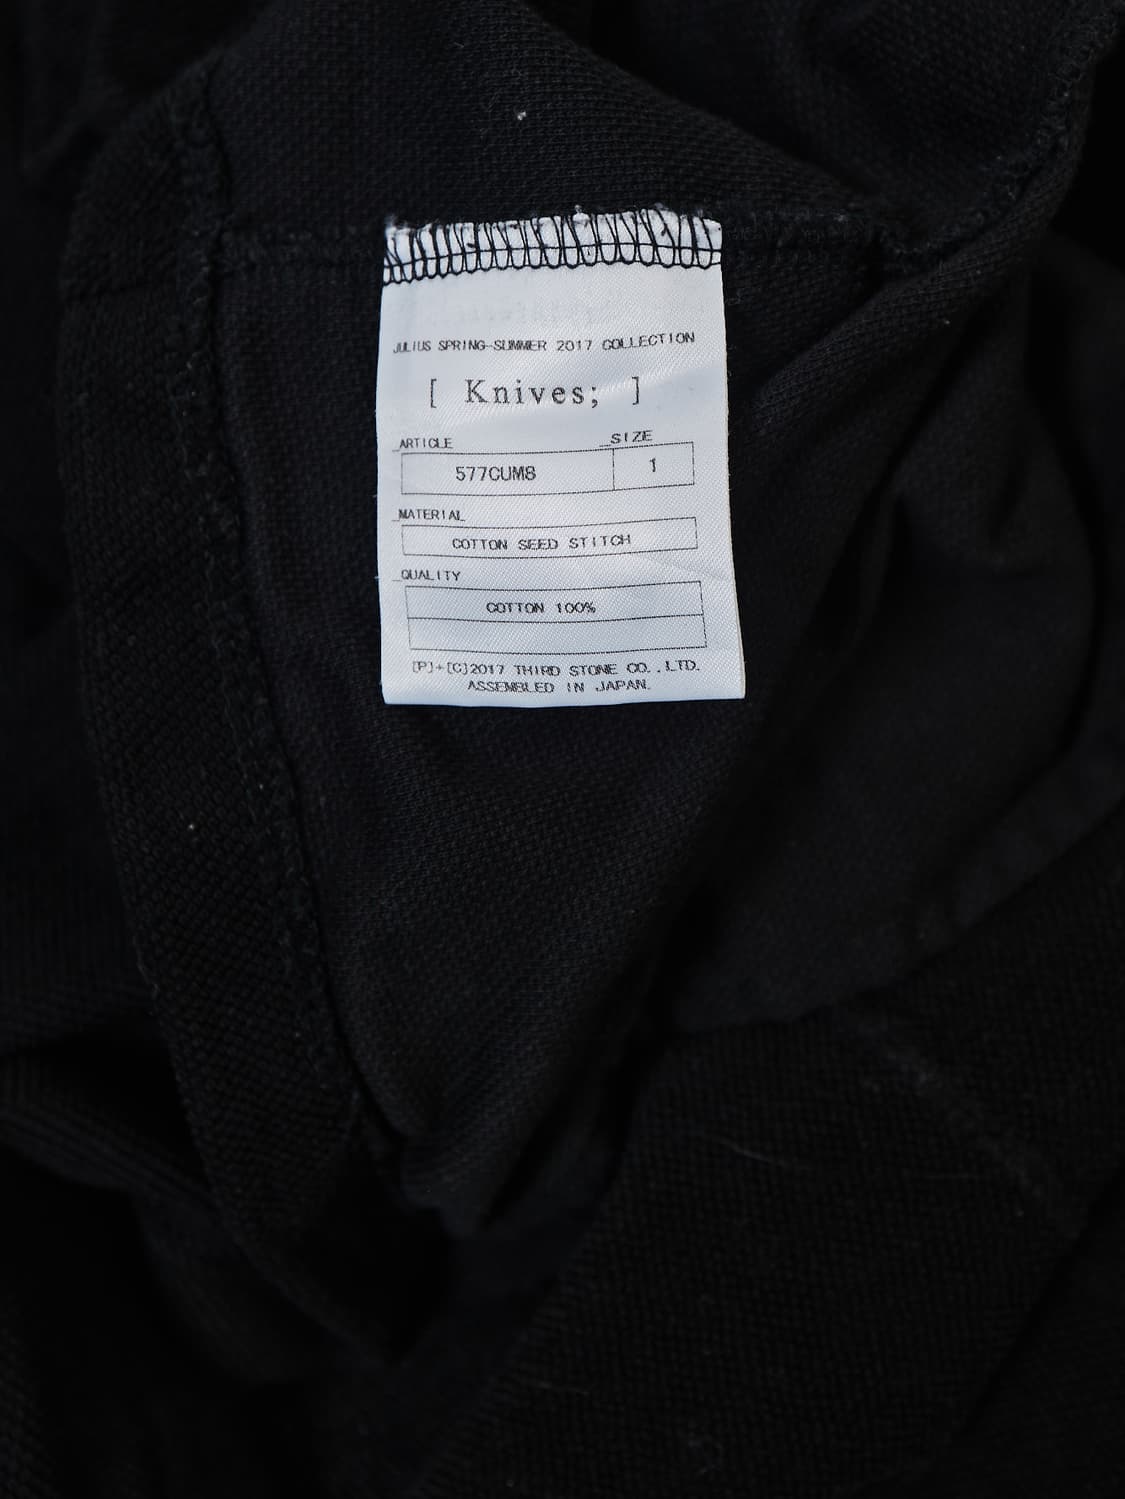 JULIUS SPRING-SUMMER 2017 COLLECTION
[ Knives; ]
_ARTICLE _SIZE
577CUM8 1
_MATERIAL
COTTON SEED STITCH
_QUALITY
COTTON 100%
[P]+[C]2017 THIRD STONE CO.,LTD.
ASSEMBLED IN JAPAN.